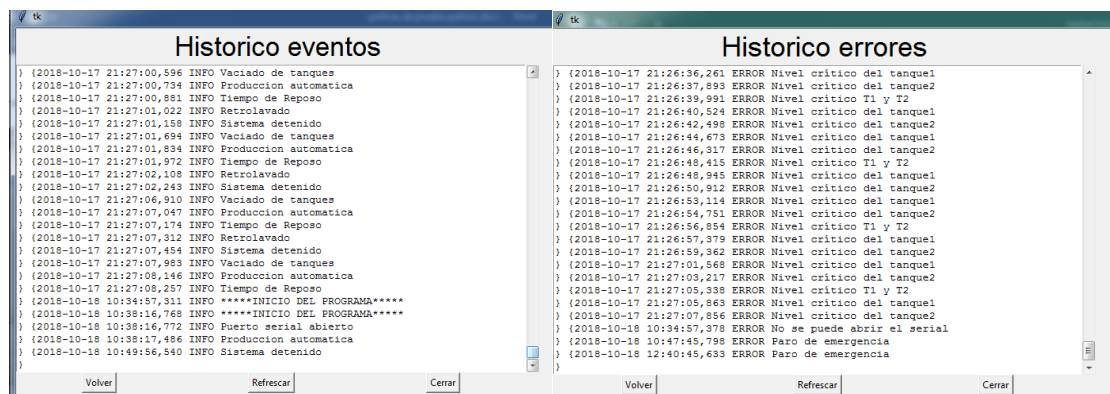 tk
Historico eventos
} {2018-10-17 21:27:00,596 INFO Vaciado de tanques
} {2018-10-17 21:27:00,734 INFO Produccion automatica
} {2018-10-17 21:27:00,881 INFO Tiempo de Reposo
} {2018-10-17 21:27:01,022 INFO Retrolavado
} {2018-10-17 21:27:01,158 INFO Sistema detenido
} {2018-10-17 21:27:01,694 INFO Vaciado de tanques
} {2018-10-17 21:27:01,834 INFO Produccion automatica
} {2018-10-17 21:27:01,972 INFO Tiempo de Reposo
} {2018-10-17 21:27:02,108 INFO Retrolavado
} {2018-10-17 21:27:02,243 INFO Sistema detenido
} {2018-10-17 21:27:06,910 INFO Vaciado de tanques
} {2018-10-17 21:27:07,047 INFO Produccion automatica
} {2018-10-17 21:27:07,174 INFO Tiempo de Reposo
} {2018-10-17 21:27:07,312 INFO Retrolavado
} {2018-10-17 21:27:07,454 INFO Sistema detenido
} {2018-10-17 21:27:07,983 INFO Vaciado de tanques
} {2018-10-17 21:27:08,146 INFO Produccion automatica
} {2018-10-17 21:27:08,257 INFO Tiempo de Reposo
} {2018-10-18 10:34:57,311 INFO *****INICIO DEL PROGRAMA*****
} {2018-10-18 10:38:16,768 INFO *****INICIO DEL PROGRAMA*****
} {2018-10-18 10:38:16,772 INFO Puerto serial abierto
} {2018-10-18 10:38:17,486 INFO Produccion automatica
} {2018-10-18 10:49:56,540 INFO Sistema detenido
}
Volver Refrescar Cerrar
tk
Historico errores
} {2018-10-17 21:26:36,261 ERROR Nivel crítico del tanque1
} {2018-10-17 21:26:37,893 ERROR Nivel crítico del tanque2
} {2018-10-17 21:26:39,991 ERROR Nivel crítico T1 y T2
} {2018-10-17 21:26:40,524 ERROR Nivel crítico del tanque1
} {2018-10-17 21:26:42,498 ERROR Nivel crítico del tanque2
} {2018-10-17 21:26:44,673 ERROR Nivel crítico del tanque1
} {2018-10-17 21:26:46,317 ERROR Nivel crítico del tanque2
} {2018-10-17 21:26:48,415 ERROR Nivel crítico T1 y T2
} {2018-10-17 21:26:48,945 ERROR Nivel crítico del tanque1
} {2018-10-17 21:26:50,912 ERROR Nivel crítico del tanque2
} {2018-10-17 21:26:53,114 ERROR Nivel crítico del tanque1
} {2018-10-17 21:26:54,751 ERROR Nivel crítico del tanque2
} {2018-10-17 21:26:56,854 ERROR Nivel crítico T1 y T2
} {2018-10-17 21:26:57,379 ERROR Nivel crítico del tanque1
} {2018-10-17 21:26:59,362 ERROR Nivel crítico del tanque2
} {2018-10-17 21:27:01,568 ERROR Nivel crítico del tanque1
} {2018-10-17 21:27:03,217 ERROR Nivel crítico del tanque2
} {2018-10-17 21:27:05,338 ERROR Nivel crítico T1 y T2
} {2018-10-17 21:27:05,863 ERROR Nivel crítico del tanque1
} {2018-10-17 21:27:07,856 ERROR Nivel crítico del tanque2
} {2018-10-18 10:34:57,378 ERROR No se puede abrir el serial
} {2018-10-18 10:47:45,798 ERROR Paro de emergencia
} {2018-10-18 12:40:45,633 ERROR Paro de emergencia
}
Volver Refrescar Cerrar